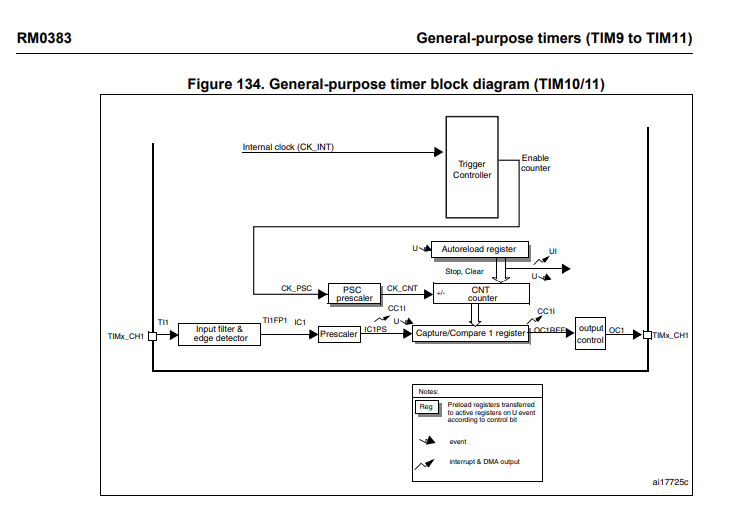 RM0383
General-purpose timers (TIM9 to TIM11)
Figure 134. General-purpose timer block diagram (TIM10/11)
Internal clock (CK_INT)
Trigger
Controller
Enable
counter
U
Autoreload register
UI
Stop, Clear
U
CK_PSC
PSC
prescaler
CK_CNT
+/-
CNT
counter
CC1I
U
CC1I
TIMx_CH1
TI1
Input filter &
edge detector
TI1FP1
IC1
Prescaler
IC1PS
Capture/Compare 1 register
OC1REF
output
control
OC1
TIMx_CH1
Notes:
Reg
Preload registers transferred
to active registers on U event
according to control bit
event
interrupt & DMA output
ai17725c